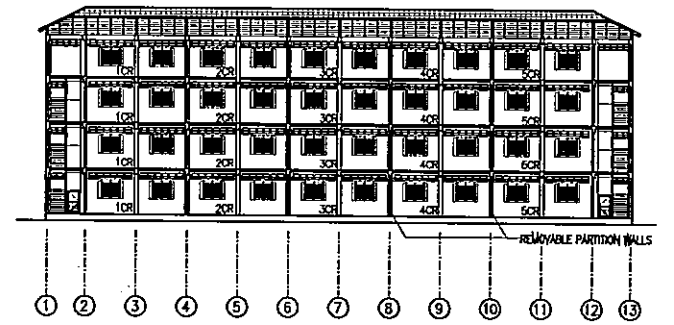 1CR 2CR 3CR 4CR 5CR
1CR 2CR 3CR 4CR 5CR
1CR 2CR 3CR 4CR 6CR
1CR 2CR 3CR 4CR 5CR
REMOVABLE PARTITION WALLS
1 2 3 4 5 6 7 8 9 10 11 12 13